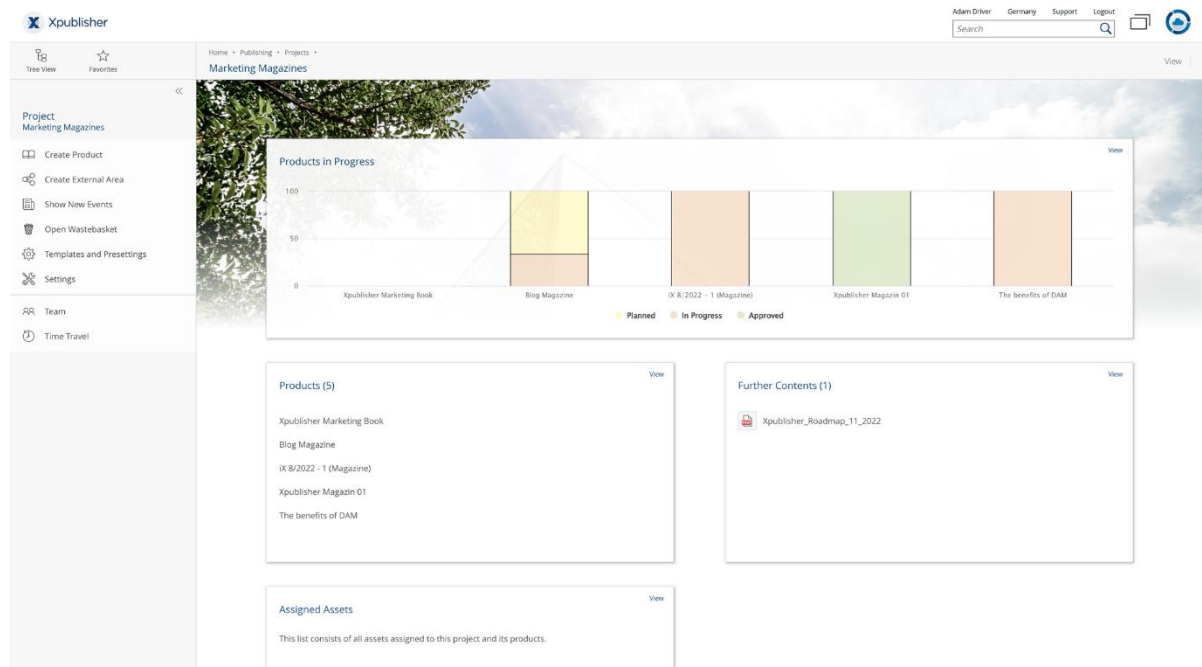 Xpublisher
Adam Driver Germany Support Logout
Search
Tree View Favorites
Home • Publishing • Projects •
Marketing Magazines
View
Project
Marketing Magazines
Create Product
Create External Area
Show New Events
Open Wastebasket
Templates and Presettings
Settings
Team
Time Travel
View
Products in Progress
100
50
0
Xpublisher Marketing Book Blog Magazine iX 8/2022 - 1 (Magazine) Xpublisher Magazin 01 The benefits of DAM
Planned In Progress Approved
View
Products (5)
Xpublisher Marketing Book
Blog Magazine
iX 8/2022 - 1 (Magazine)
Xpublisher Magazin 01
The benefits of DAM
View
Further Contents (1)
Xpublisher_Roadmap_11_2022
View
Assigned Assets
This list consists of all assets assigned to this project and its products.